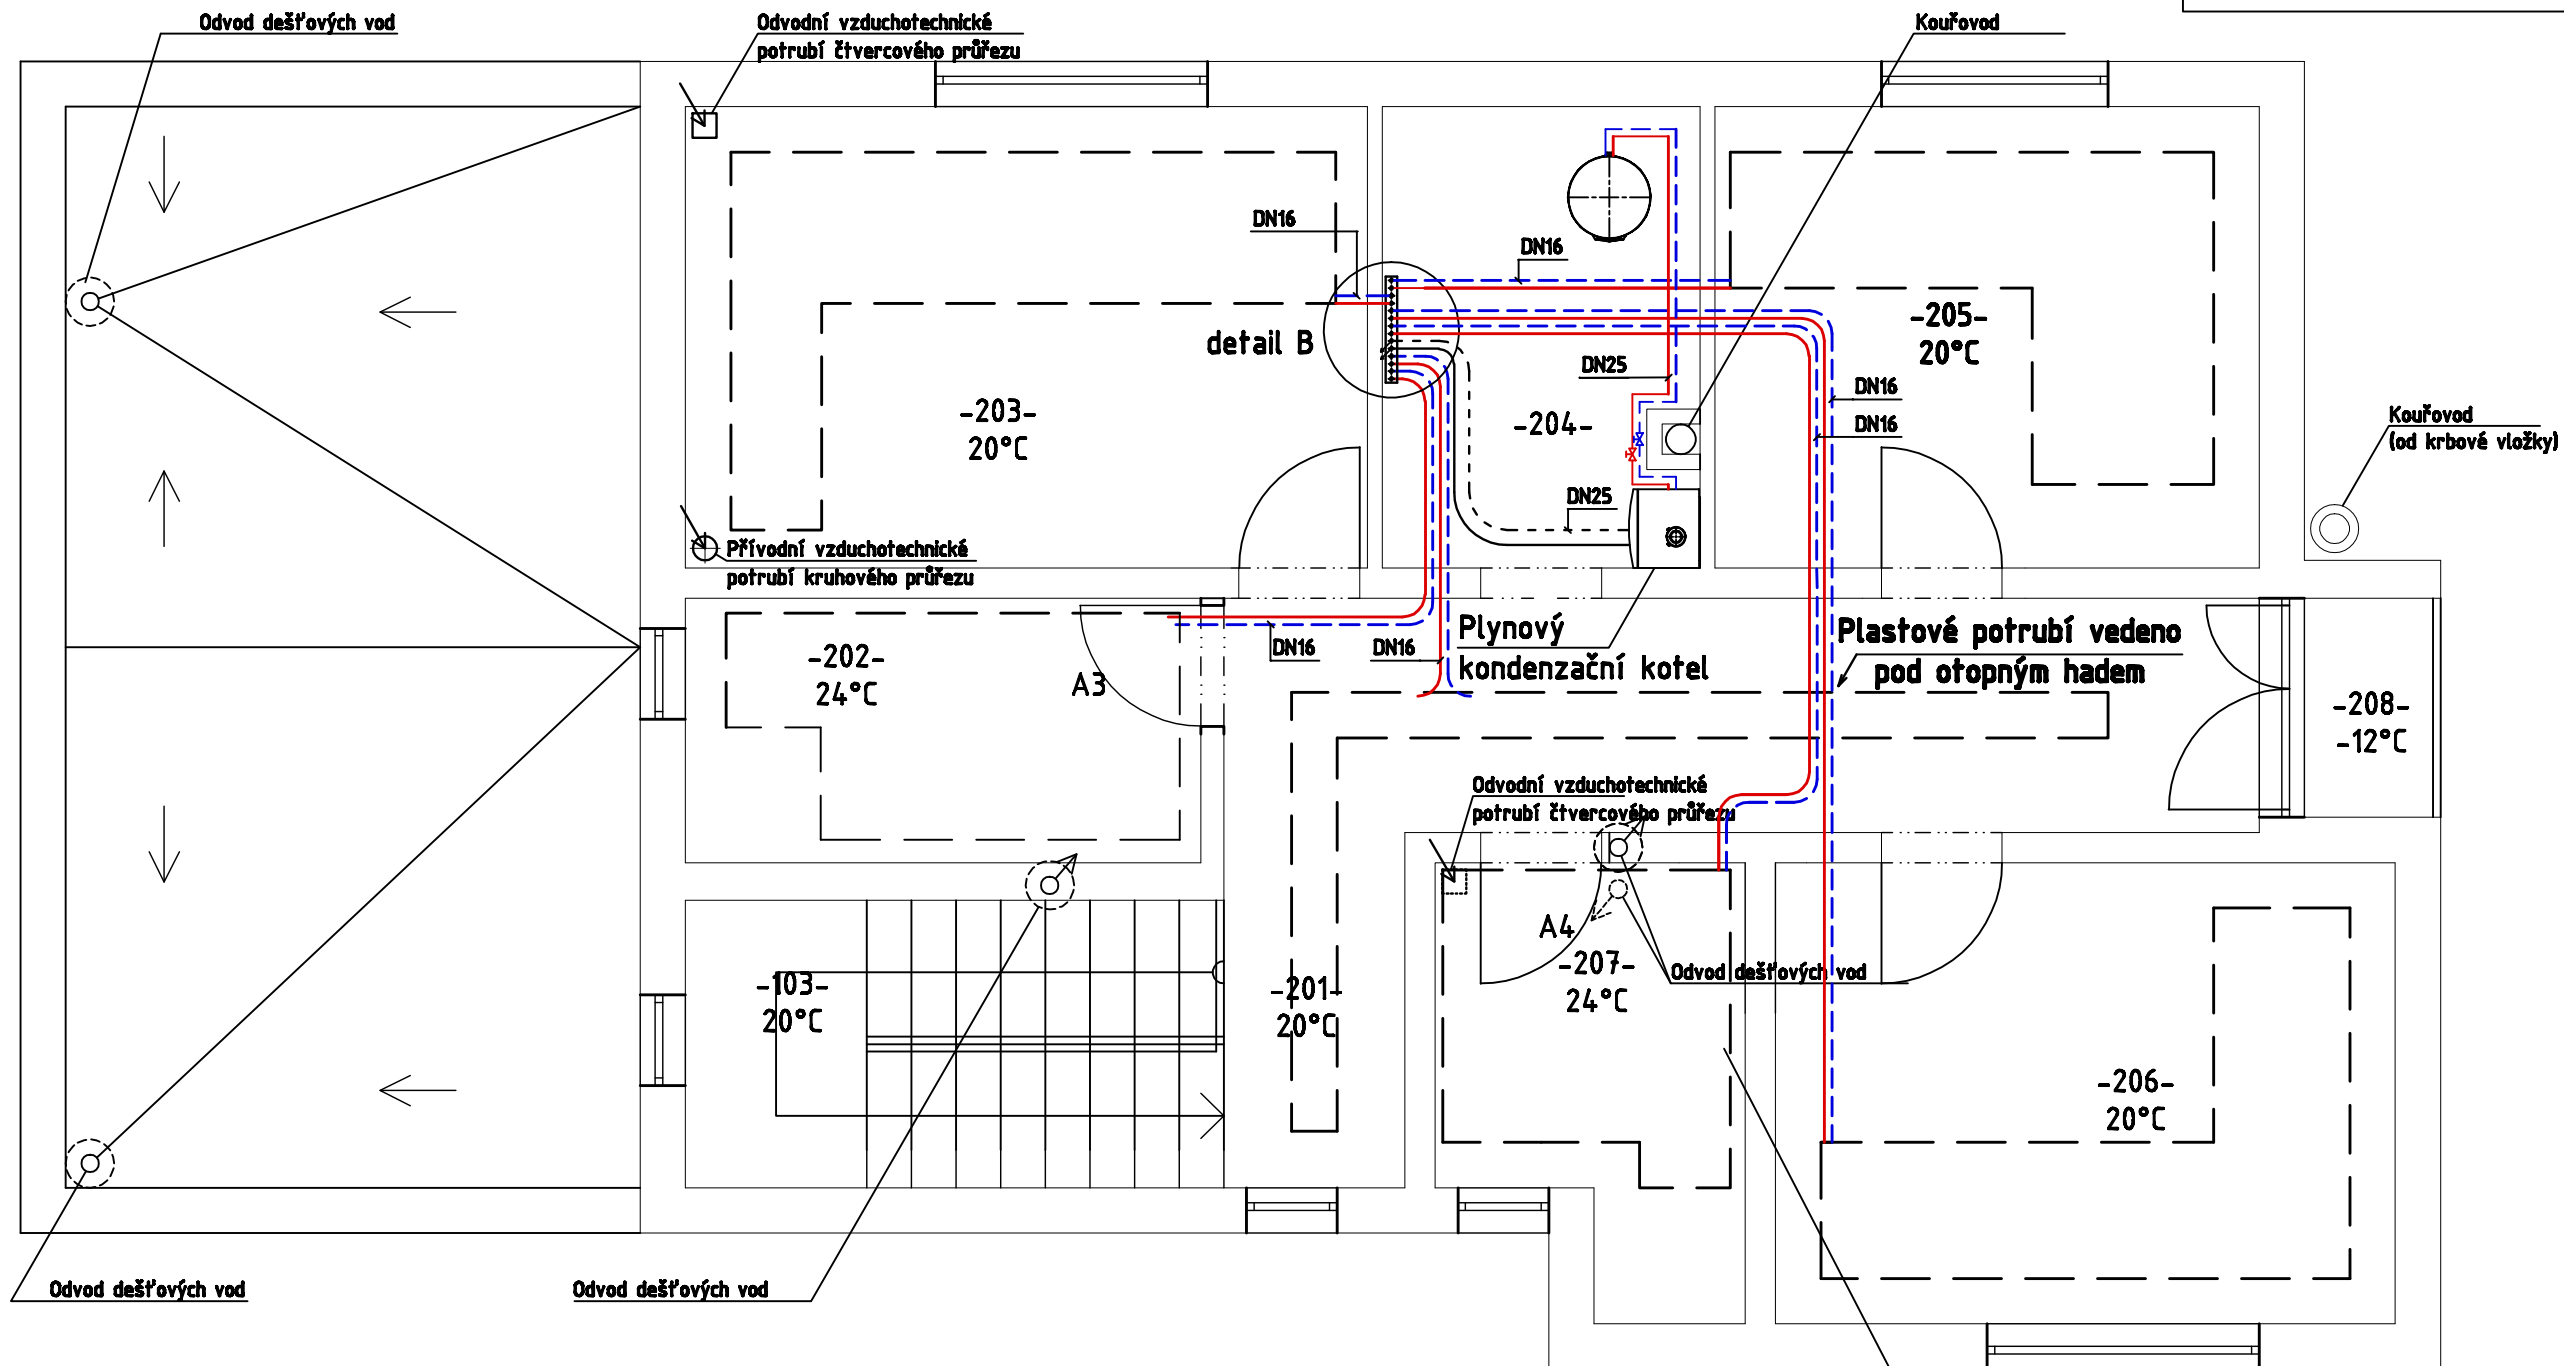 Odvod dešťových vod
Odvodní vzduchotechnické
potrubí čtvercového průřezu
Kouřovod
DN16
DN16
detail B
-205-
20°C
DN25
DN16
DN16
-203-
20°C
-204-
Kouřovod
(od krbové vložky)
DN25
Přívodní vzduchotechnické
potrubí kruhového průřezu
Plynový
kondenzační kotel
Plastové potrubí vedeno
pod otopným hadem
DN16
DN16
-202-
24°C
A3
-208-
-12°C
Odvodní vzduchotechnické
potrubí čtvercového průřezu
A4
-207-
24°C
Odvod dešťových vod
-103-
20°C
-201-
20°C
-206-
20°C
Odvod dešťových vod
Odvod dešťových vod